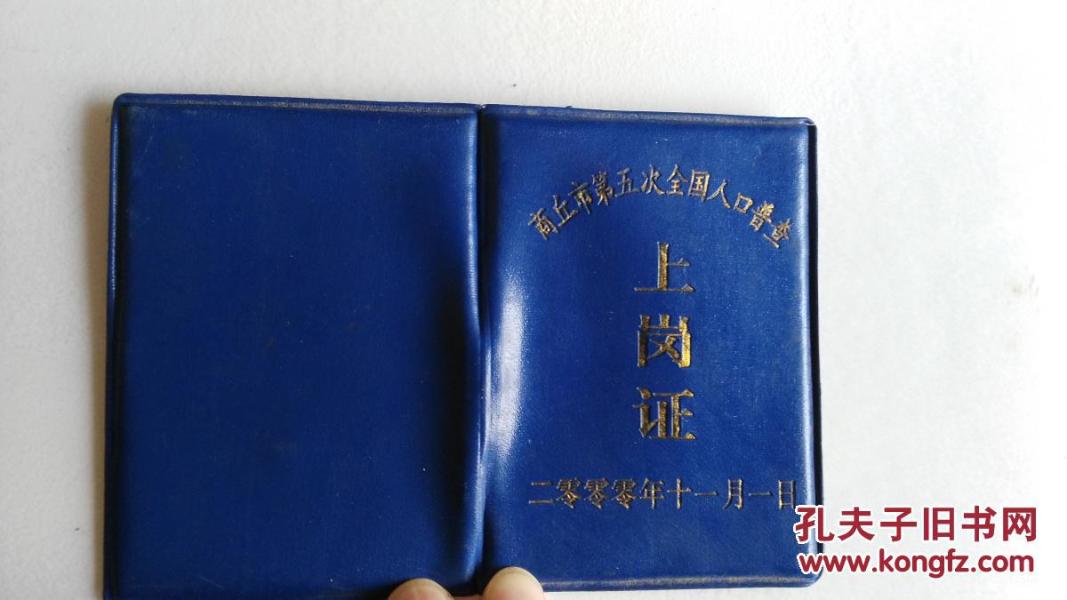 商丘市第五次全国人口普查
上
岗
证
二零零零年十一月一日
孔夫子旧书网
www.kongfz.com